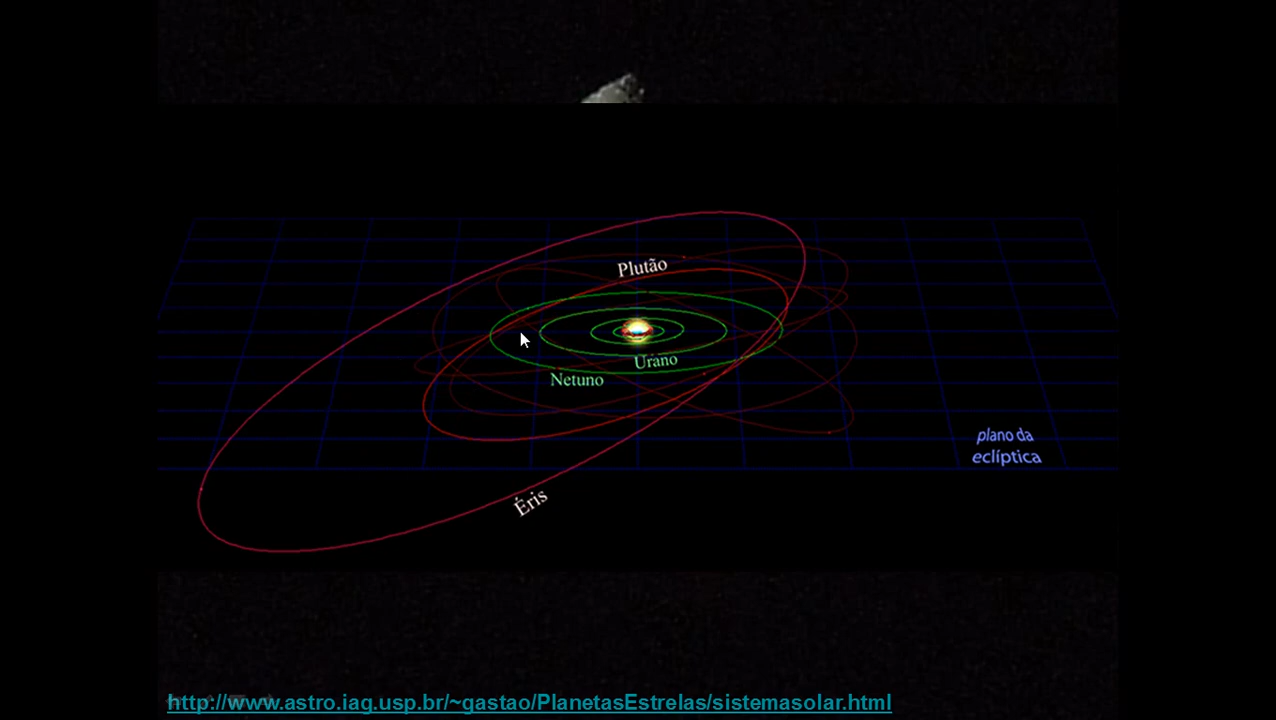 Plutão
Urano
Netuno
plano da
eclíptica
Éris
http://www.astro.iag.usp.br/~gastao/PlanetasEstrelas/sistemasolar.html